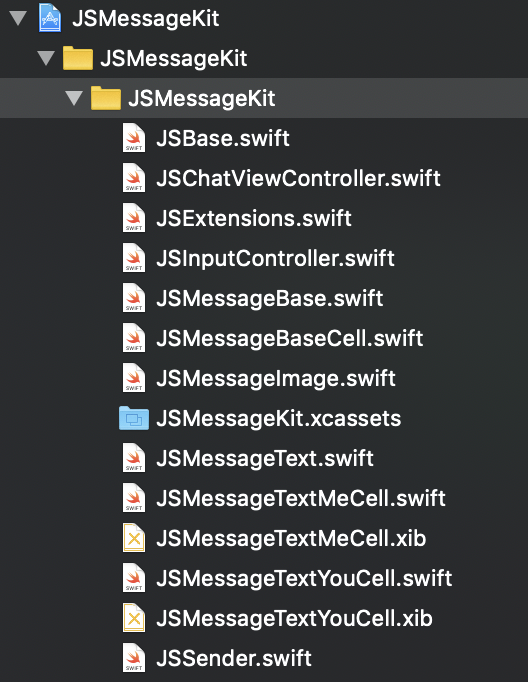 JSMessageKit
JSMessageKit
JSMessageKit
JSBase.swift
JSChatViewController.swift
JSExtensions.swift
JSInputController.swift
JSMessageBase.swift
JSMessageBaseCell.swift
JSMessageImage.swift
JSMessageKit.xcassets
JSMessageText.swift
JSMessageTextMeCell.swift
JSMessageTextMeCell.xib
JSMessageTextYouCell.swift
JSMessageTextYouCell.xib
JSSender.swift